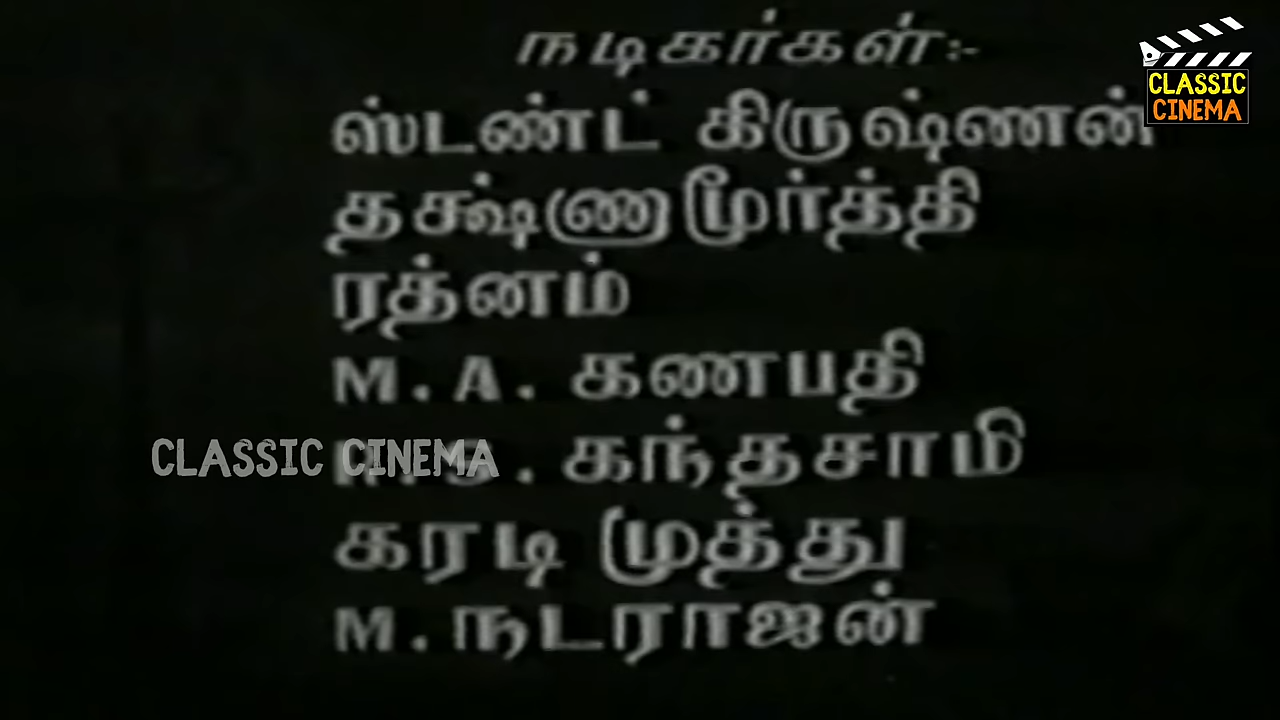 நடிகர்கள்:-
CLASSIC
CINEMA
ஸ்டண்ட் கிருஷ்ணன்
தக்ஷ்ணாமூர்த்தி
ரத்னம்
M. A. கணபதி
CLASSIC CINEMA
கந்தசாமி
கரடி முத்து
M. நடராஜன்